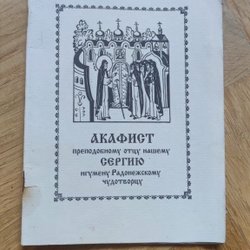 АКАФИСТ
преподобному отцу нашему
СЕРГИЮ
игумену Радонежскому
чудотворцу